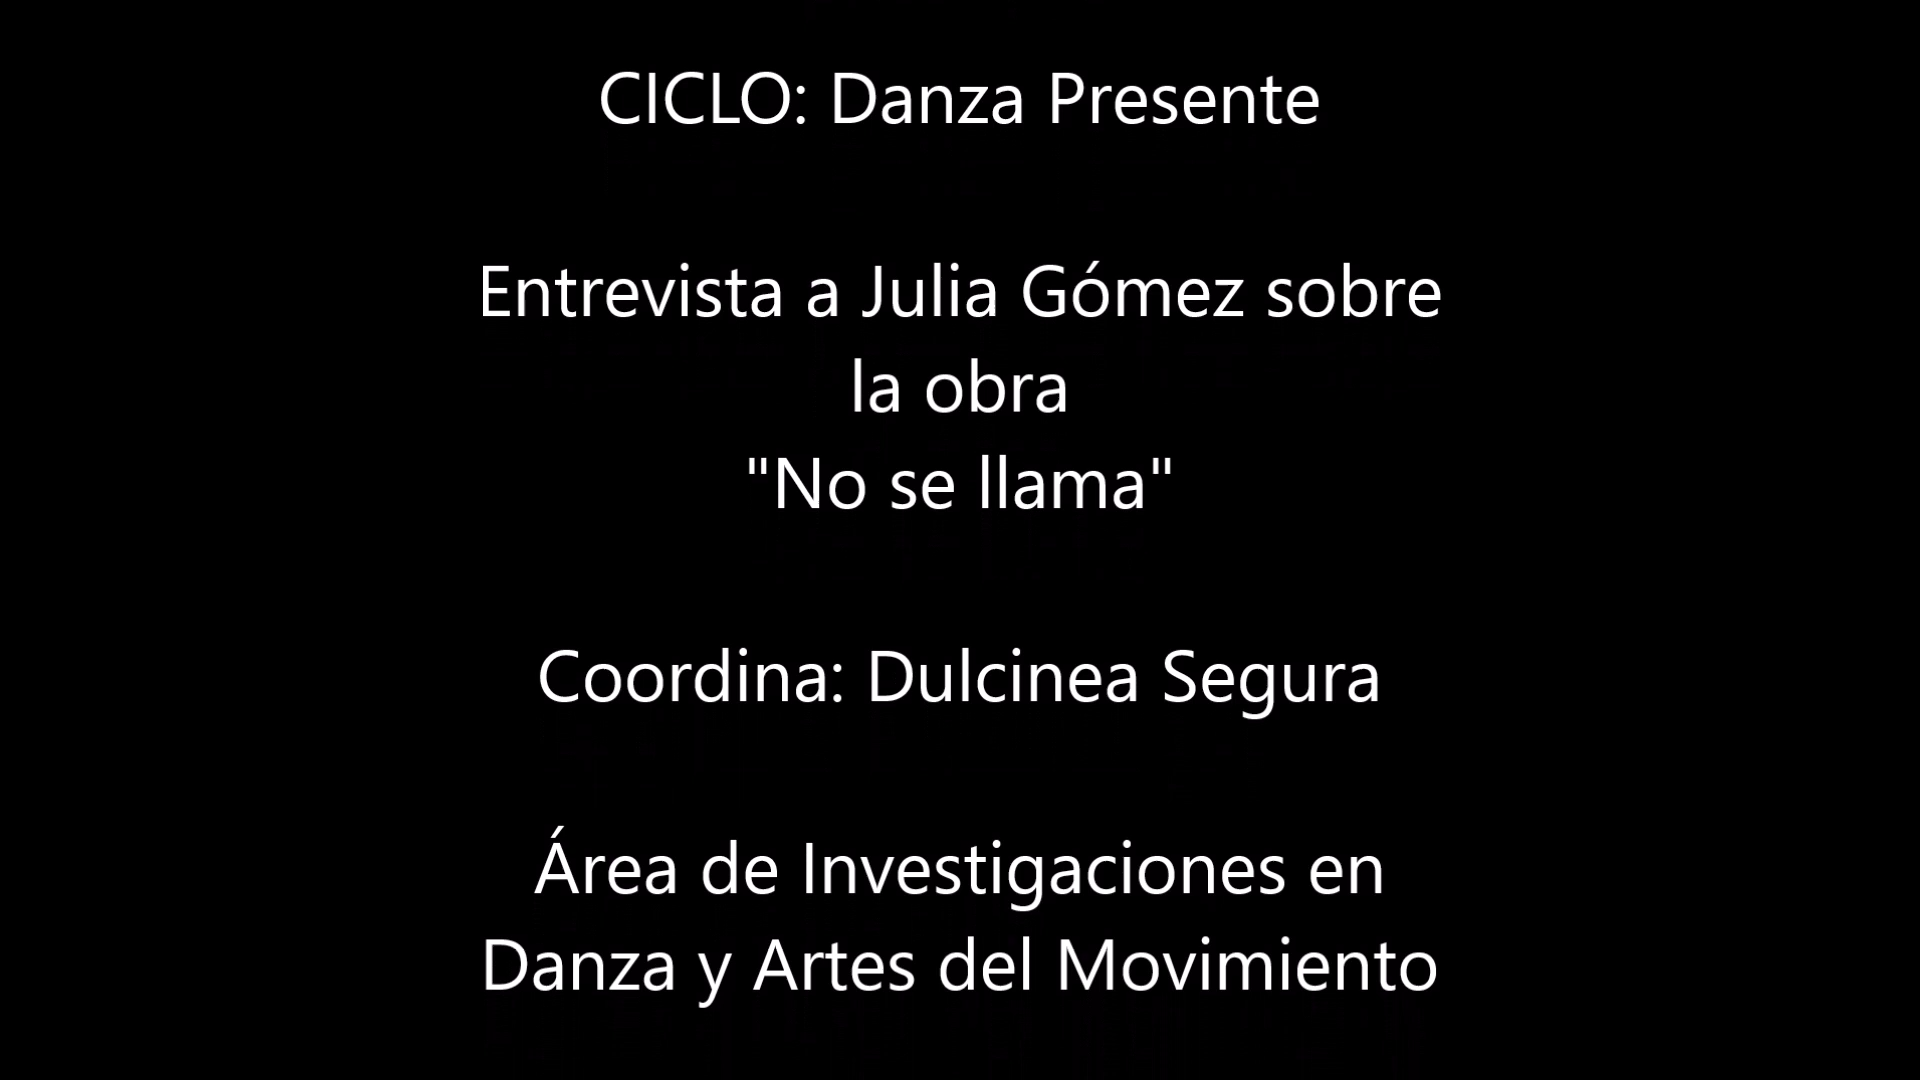 CICLO: Danza Presente
Entrevista a Julia Gómez sobre
la obra
"No se llama"
Coordina: Dulcinea Segura
Área de Investigaciones en
Danza y Artes del Movimiento